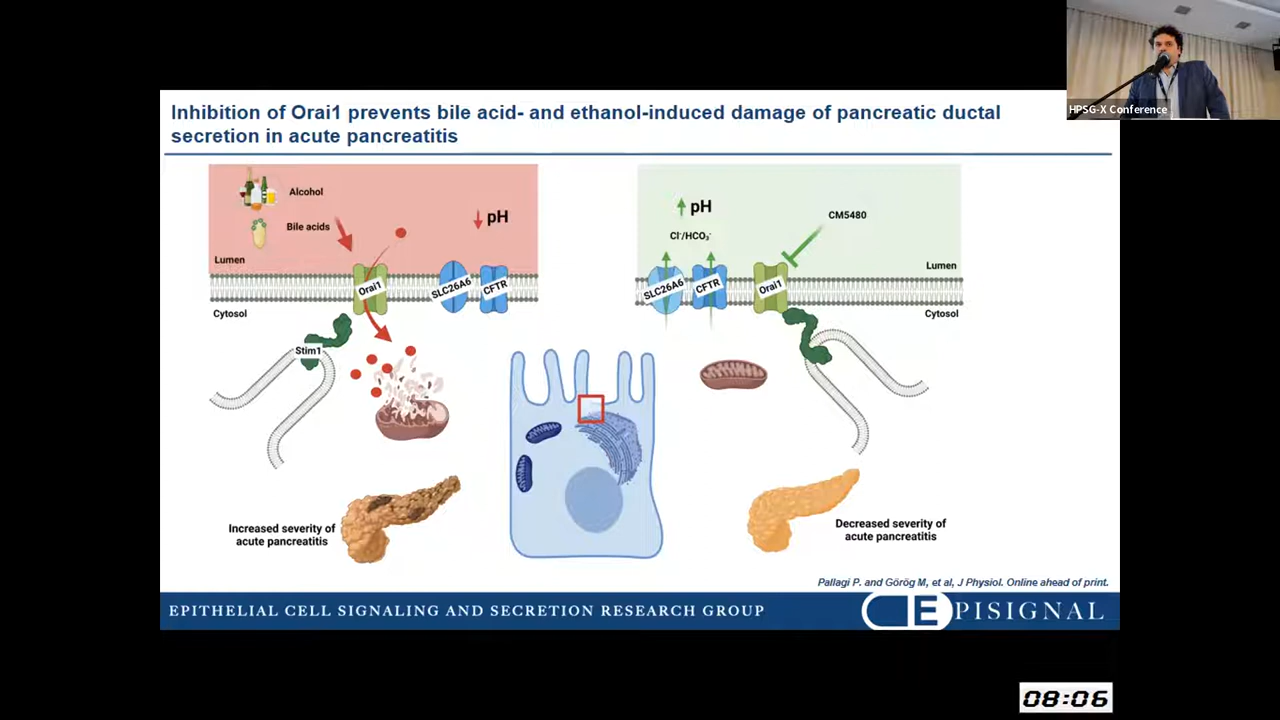 HPSG-X Conference
Inhibition of Orai1 prevents bile acid- and ethanol-induced damage of pancreatic ductal
secretion in acute pancreatitis
Alcohol
Bile acids
pH
Lumen
Orai1
SLC26A6
CFTR
Cytosol
Stim1
Increased severity of
acute pancreatitis
pH
Cl⁻/HCO₃⁻
CM5480
Lumen
SLC26A6
CFTR
Orai1
Cytosol
Decreased severity of
acute pancreatitis
Pallagi P. and Görög M, et al, J Physiol. Online ahead of print.
EPITHELIAL CELL SIGNALING AND SECRETION RESEARCH GROUP
EPISIGNAL
08:06